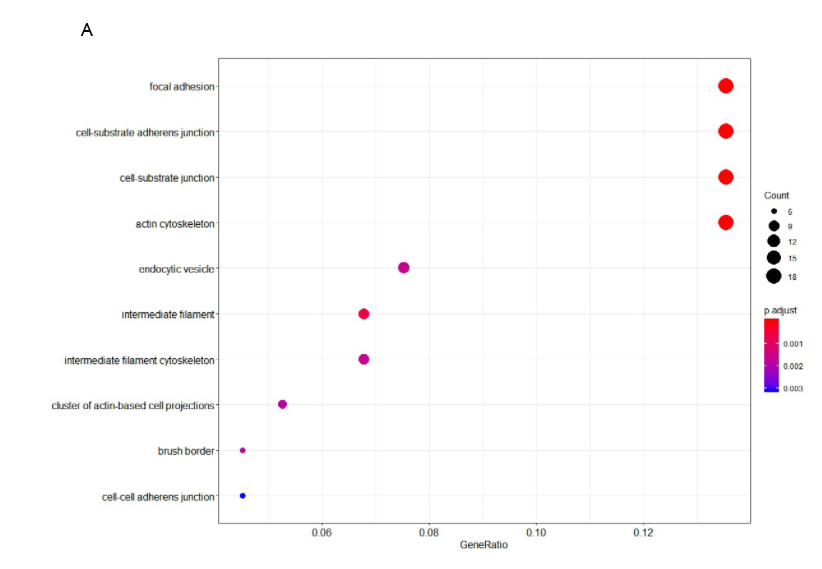 A
focal adhesion
cell-substrate adherens junction
cell-substrate junction
actin cytoskeleton
endocytic vesicle
intermediate filament
intermediate filament cytoskeleton
cluster of actin-based cell projections
brush border
cell-cell adherens junction
0.06 0.08 0.10 0.12
GeneRatio
Count
6
9
12
15
18
p.adjust
0.001
0.002
0.003